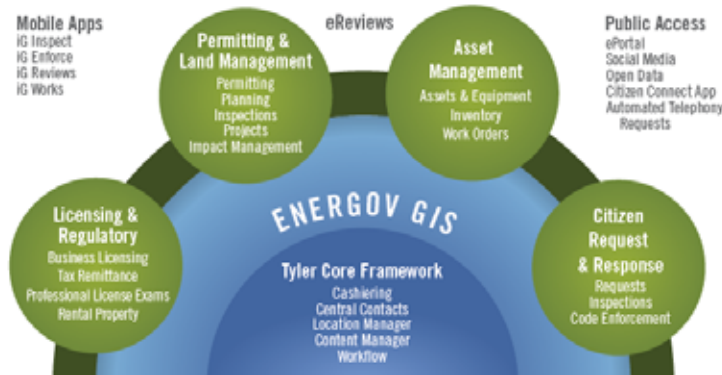 Mobile Apps
iG Inspect
iG Enforce
iG Reviews
iG Works
Permitting &
Land Management
Permitting
Planning
Inspections
Projects
Impact Management
eReviews
Asset
Management
Assets & Equipment
Inventory
Work Orders
Public Access
ePortal
Social Media
Open Data
Citizen Connect App
Automated Telephony
Requests
Licensing &
Regulatory
Business Licensing
Tax Remittance
Professional License Exams
Rental Property
ENERGOV GIS
Tyler Core Framework
Cashiering
Central Contacts
Location Manager
Content Manager
Workflow
Citizen
Request
& Response
Requests
Inspections
Code Enforcement